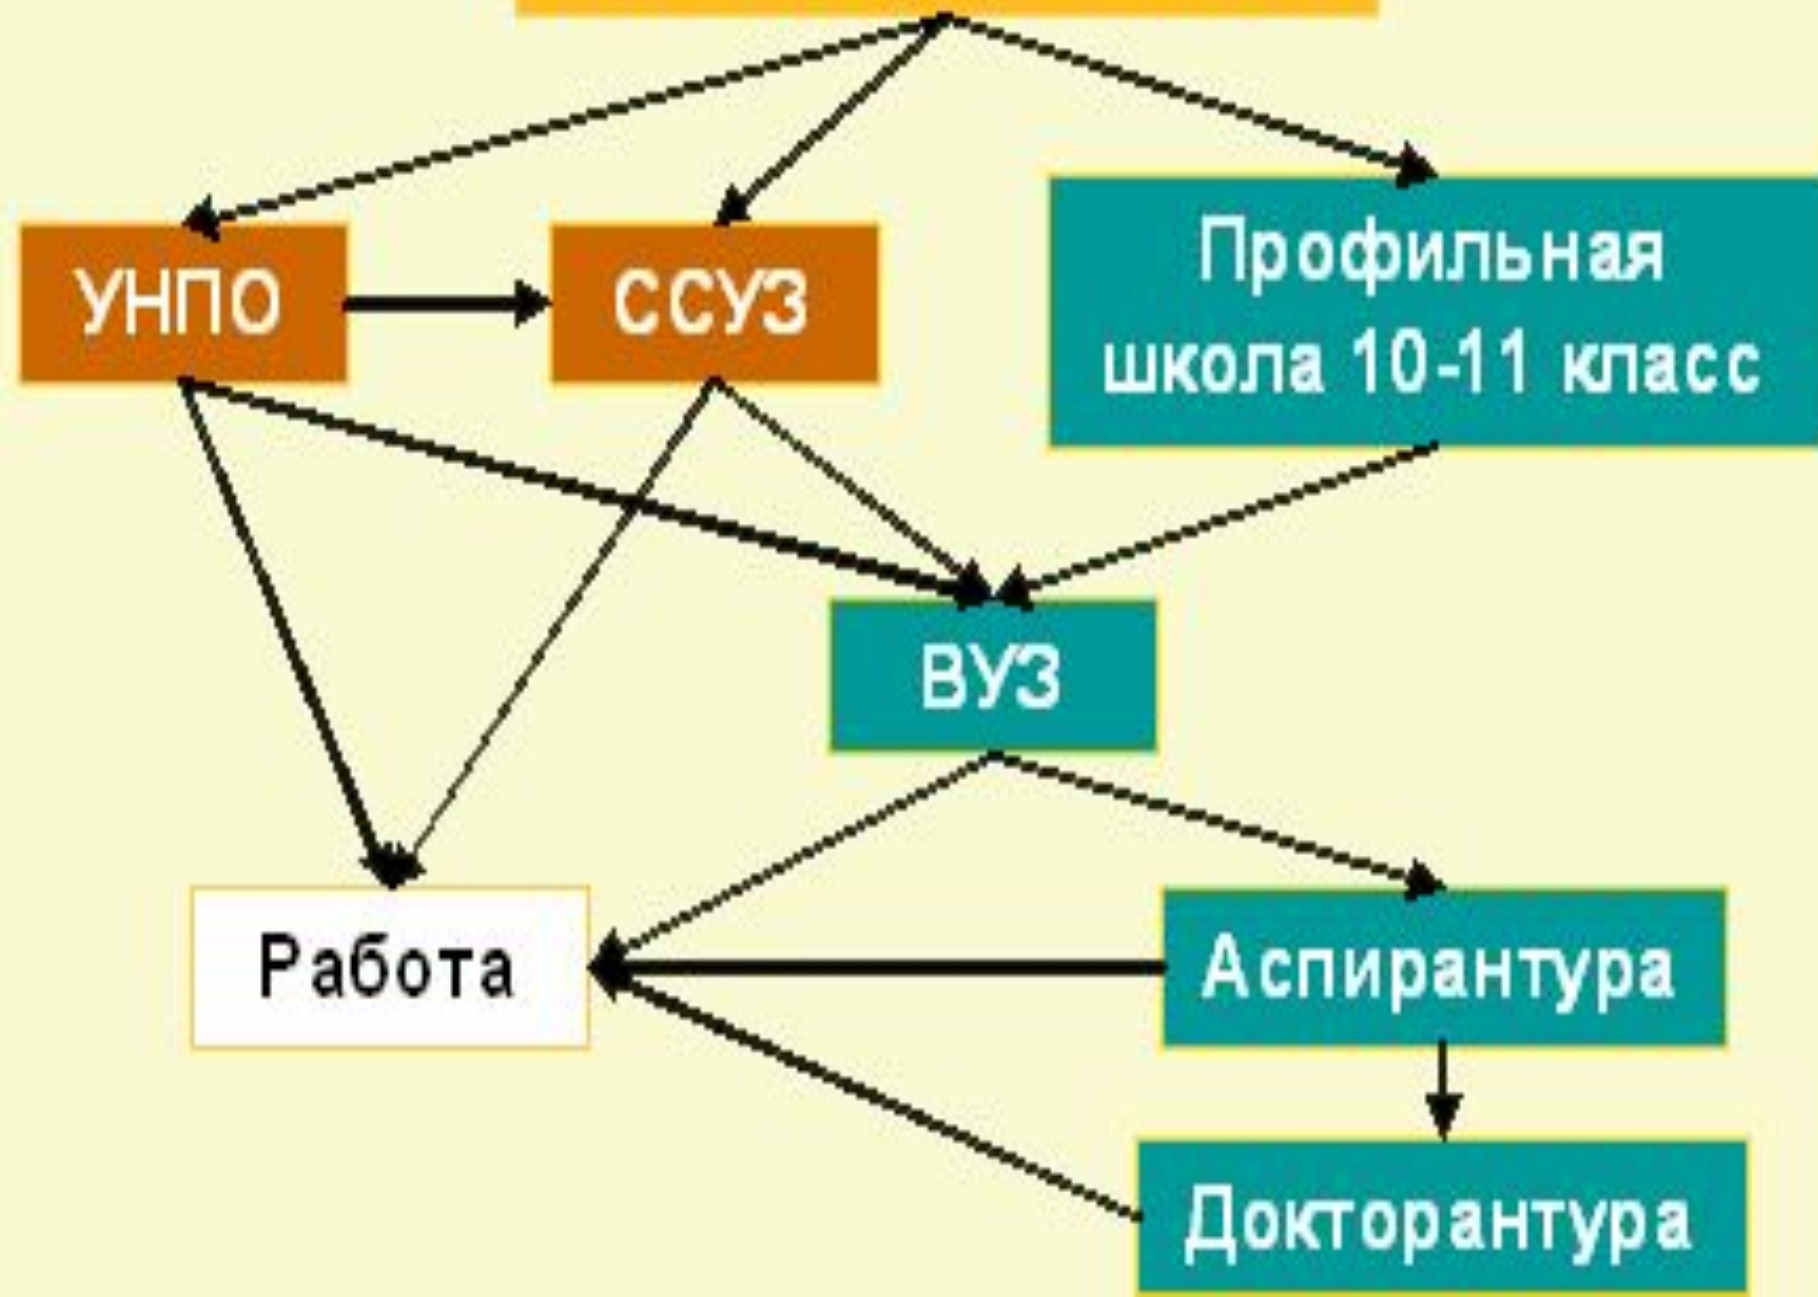 УНПО
ССУЗ
Профильная
школа 10-11 класс
ВУЗ
Работа
Аспирантура
Докторантура